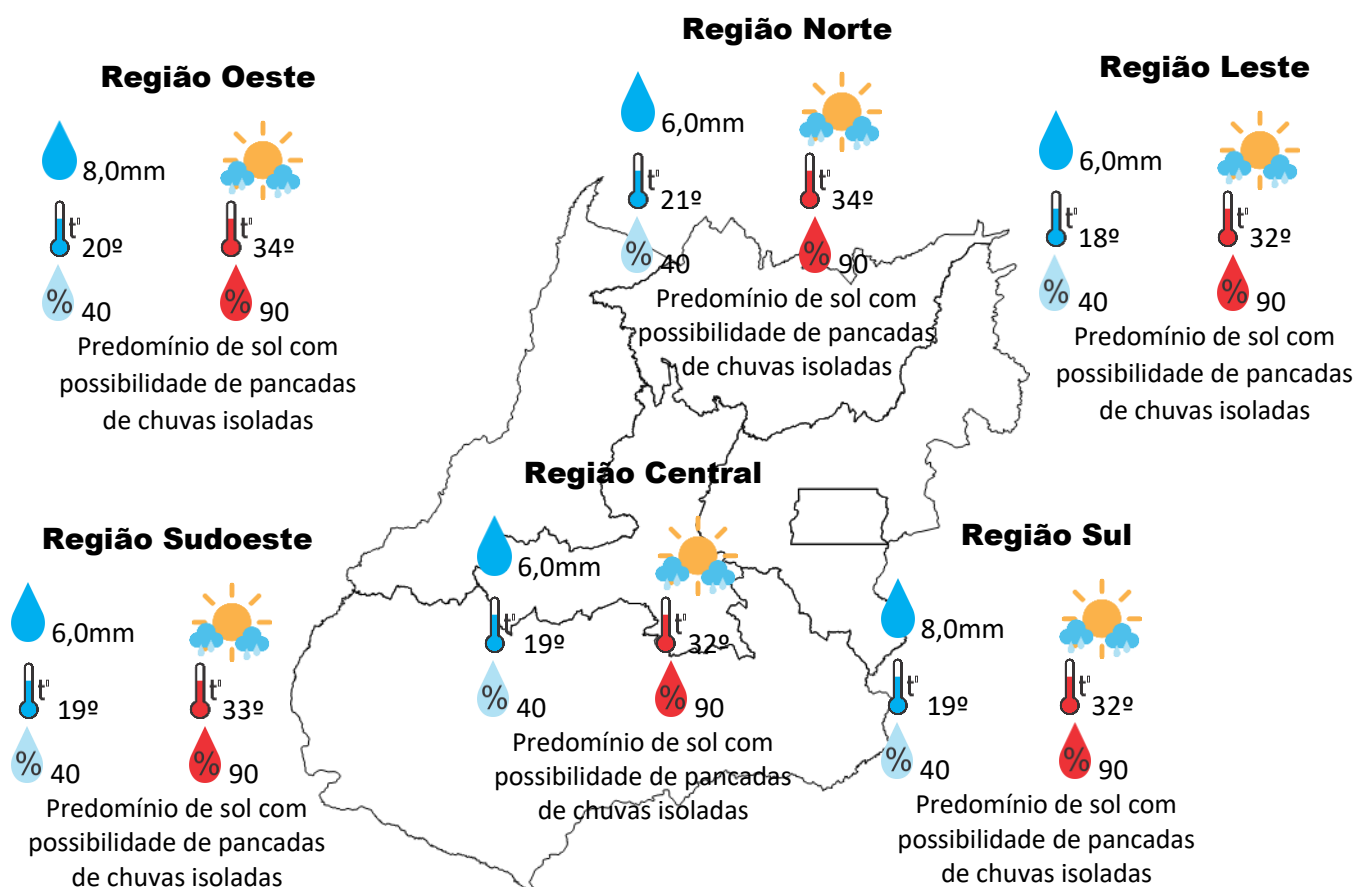 Região Norte
6,0mm
t°
21º
t°
34º
% 40
% 90
Predomínio de sol com
possibilidade de pancadas
de chuvas isoladas
Região Oeste
8,0mm
t°
20º
t°
34º
% 40
% 90
Predomínio de sol com
possibilidade de pancadas
de chuvas isoladas
Região Leste
6,0mm
t°
18º
t°
32º
% 40
% 90
Predomínio de sol com
possibilidade de pancadas
de chuvas isoladas
Região Central
6,0mm
t°
19º
t°
32º
% 40
% 90
Predomínio de sol com
possibilidade de pancadas
de chuvas isoladas
Região Sudoeste
6,0mm
t°
19º
t°
33º
% 40
% 90
Predomínio de sol com
possibilidade de pancadas
de chuvas isoladas
Região Sul
8,0mm
t°
19º
t°
32º
% 40
% 90
Predomínio de sol com
possibilidade de pancadas
de chuvas isoladas